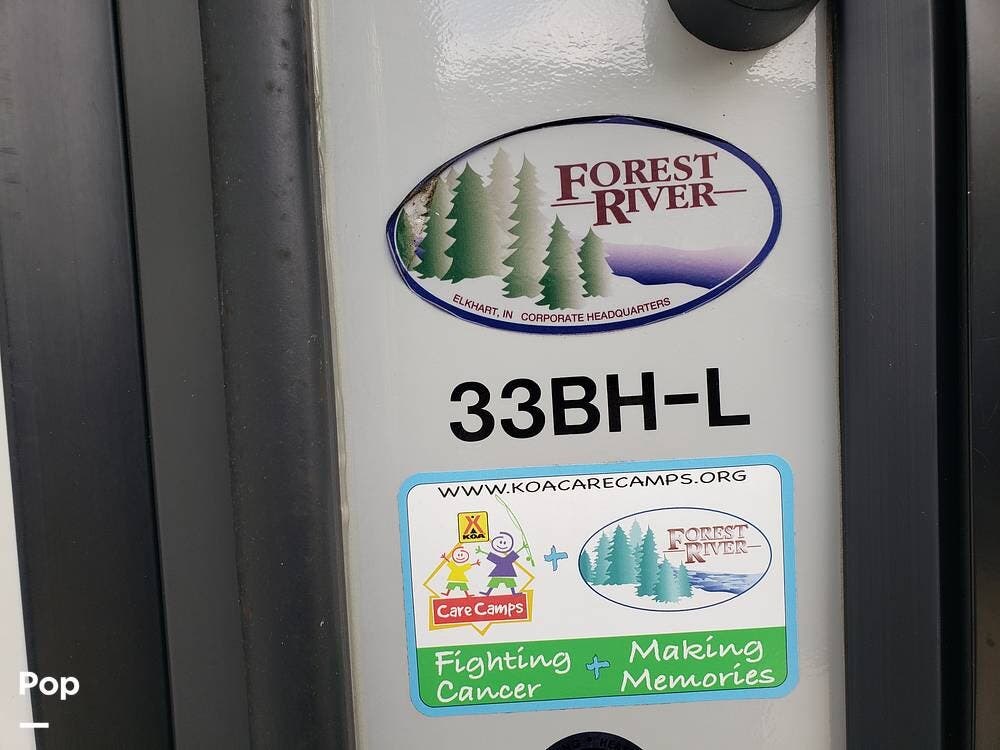 FOREST
RIVER
ELKHART, IN CORPORATE HEADQUARTERS
33BH-L
WWW.KOACARECAMPS.ORG
KOA
FOREST
RIVER
Care Camps
Fighting + Making
Cancer Memories
Pop